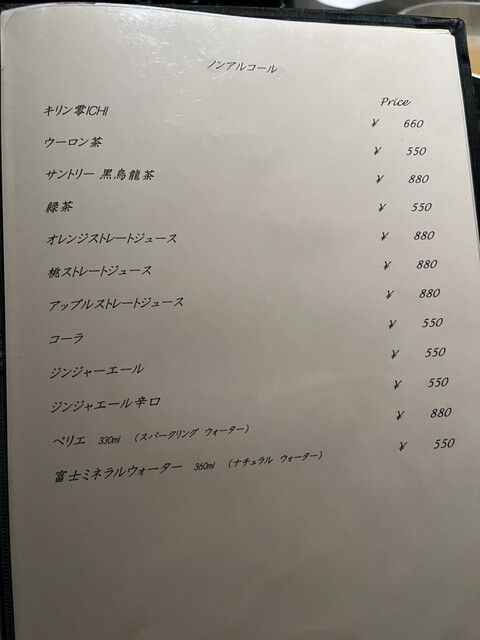 ノンアルコール
Price
キリン零ICHI ¥ 660
ウーロン茶 ¥ 550
サントリー 黒烏龍茶 ¥ 880
緑茶 ¥ 550
オレンジストレートジュース ¥ 880
桃ストレートジュース ¥ 880
アップルストレートジュース ¥ 880
コーラ ¥ 550
ジンジャーエール ¥ 550
ジンジャエール辛口 ¥ 550
ペリエ 330ml （スパークリング ウォーター） ¥ 880
富士ミネラルウォーター 360ml （ナチュラル ウォーター） ¥ 550